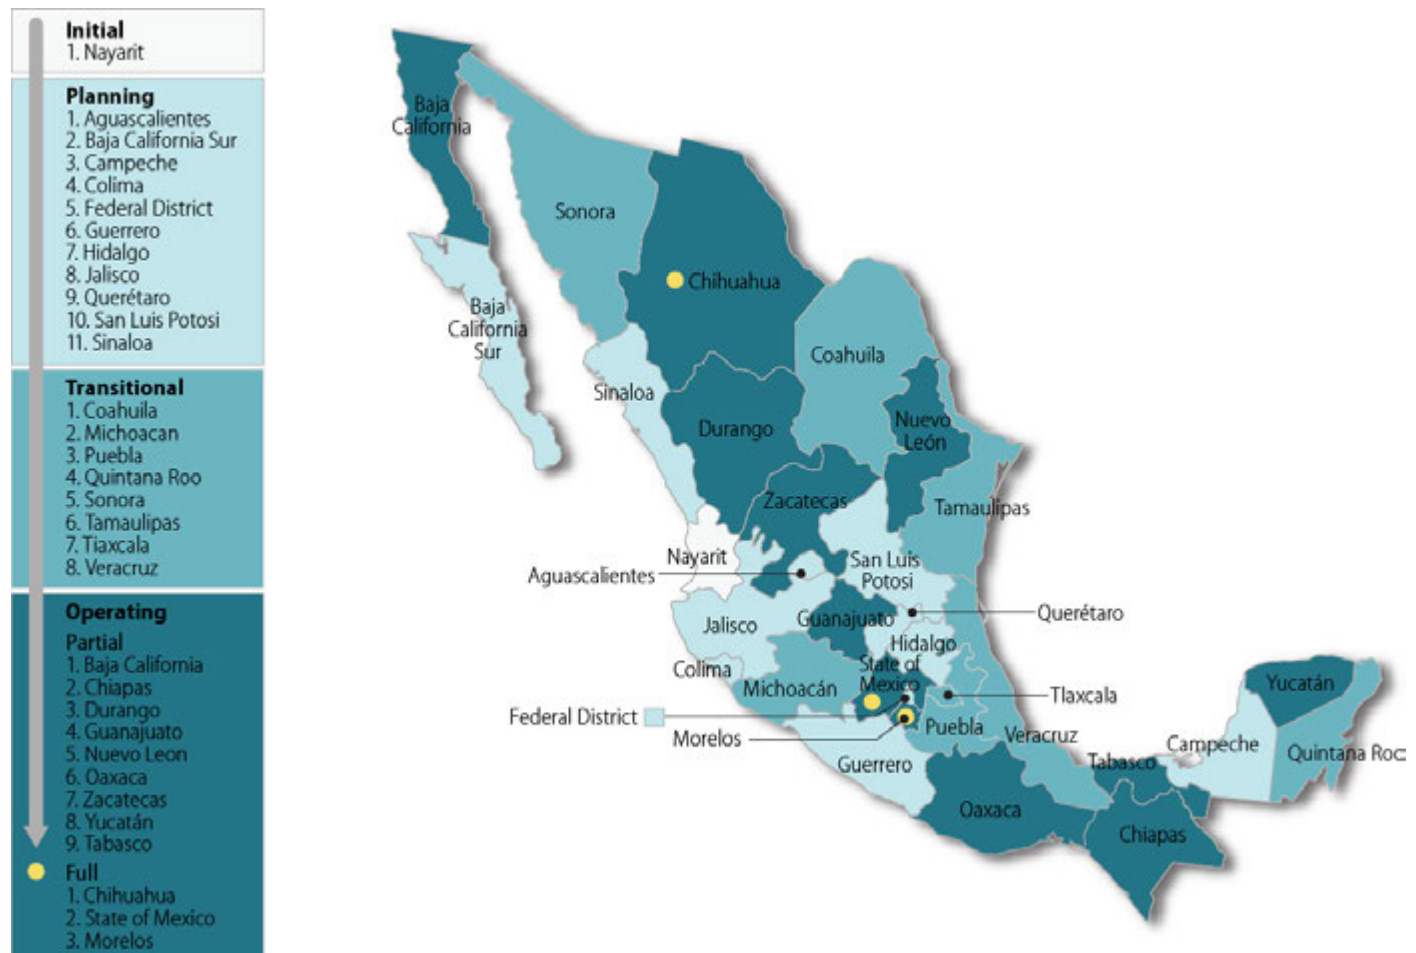 Initial
1. Nayarit
Planning
1. Aguascalientes
2. Baja California Sur
3. Campeche
4. Colima
5. Federal District
6. Guerrero
7. Hidalgo
8. Jalisco
9. Querétaro
10. San Luis Potosi
11. Sinaloa
Transitional
1. Coahuila
2. Michoacan
3. Puebla
4. Quintana Roo
5. Sonora
6. Tamaulipas
7. Tiaxcala
8. Veracruz
Operating
Partial
1. Baja California
2. Chiapas
3. Durango
4. Guanajuato
5. Nuevo Leon
6. Oaxaca
7. Zacatecas
8. Yucatán
9. Tabasco
Full
1. Chihuahua
2. State of Mexico
3. Morelos
Baja
California
Sonora
Chihuahua
Baja
California
Sur
Coahuila
Sinaloa
Durango
Nuevo
León
Zacatecas
Tamaulipas
Nayarit
San Luis
Potosi
Aguascalientes
Querétaro
Jalisco
Guanajuato
Hidalgo
Colima
State of
Mexico
Michoacán
Tlaxcala
Yucatán
Federal District
Morelos
Puebla
Veracruz
Campeche
Quintana Roo
Guerrero
Tabasco
Oaxaca
Chiapas